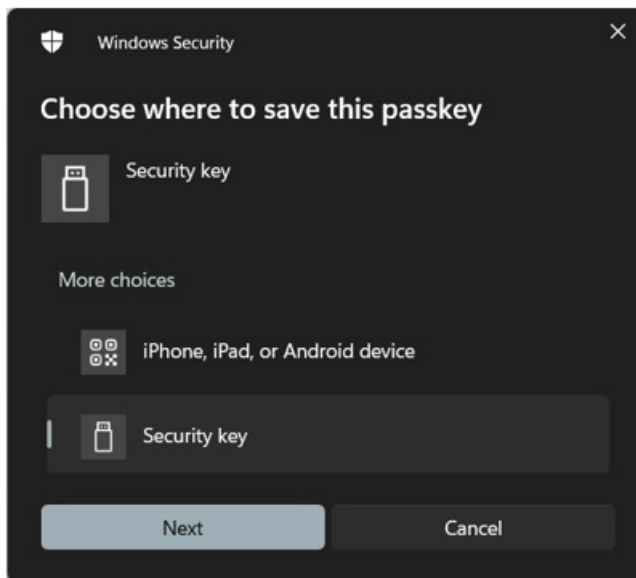 Windows Security
Choose where to save this passkey
Security key
More choices
iPhone, iPad, or Android device
Security key
Next
Cancel